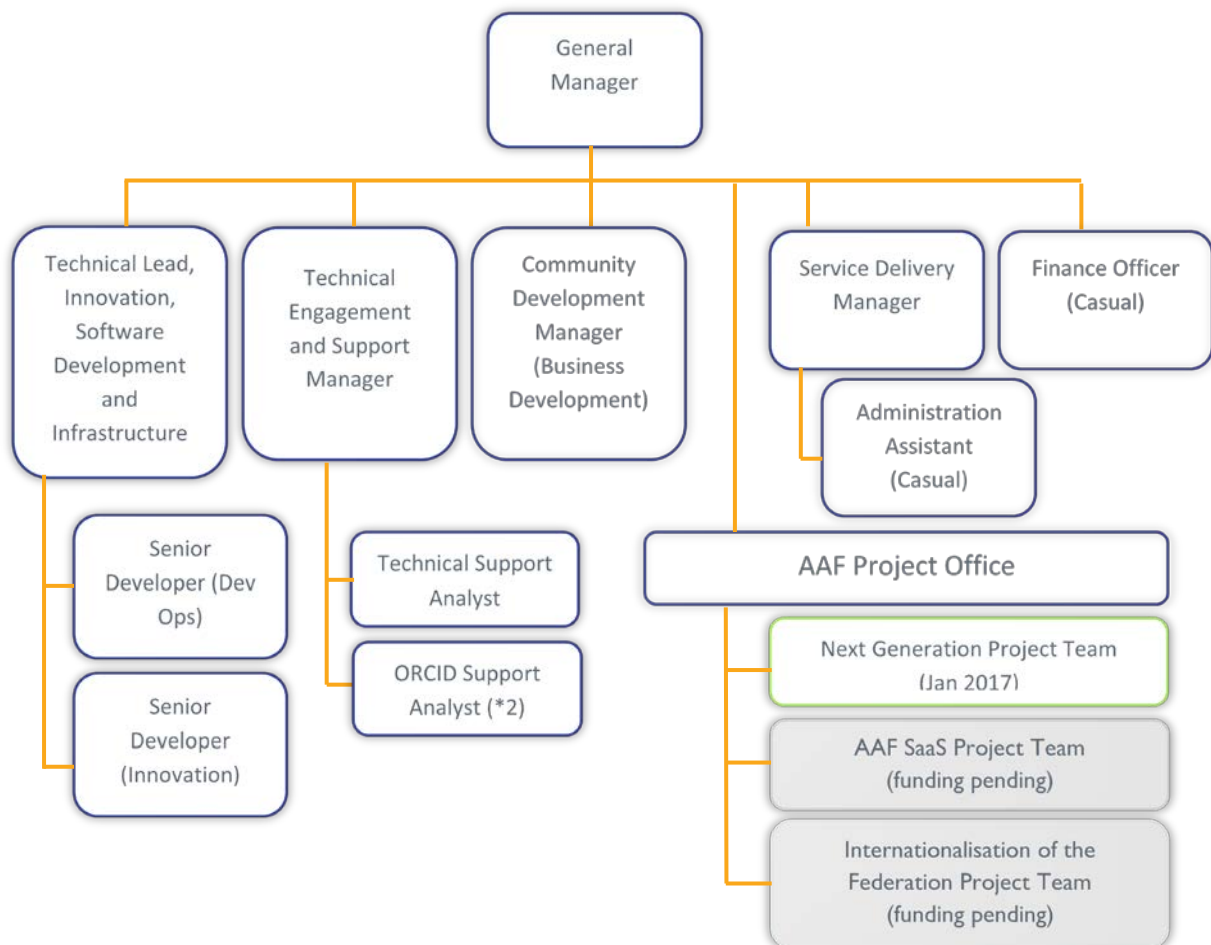 General
Manager
Technical Lead,
Innovation,
Software
Development
and
Infrastructure
Technical
Engagement
and Support
Manager
Community
Development
Manager
(Business
Development)
Service Delivery
Manager
Finance Officer
(Casual)
Administration
Assistant
(Casual)
Senior
Developer (Dev
Ops)
Senior
Developer
(Innovation)
Technical Support
Analyst
ORCID Support
Analyst (*2)
AAF Project Office
Next Generation Project Team
(Jan 2017)
AAF SaaS Project Team
(funding pending)
Internationalisation of the
Federation Project Team
(funding pending)